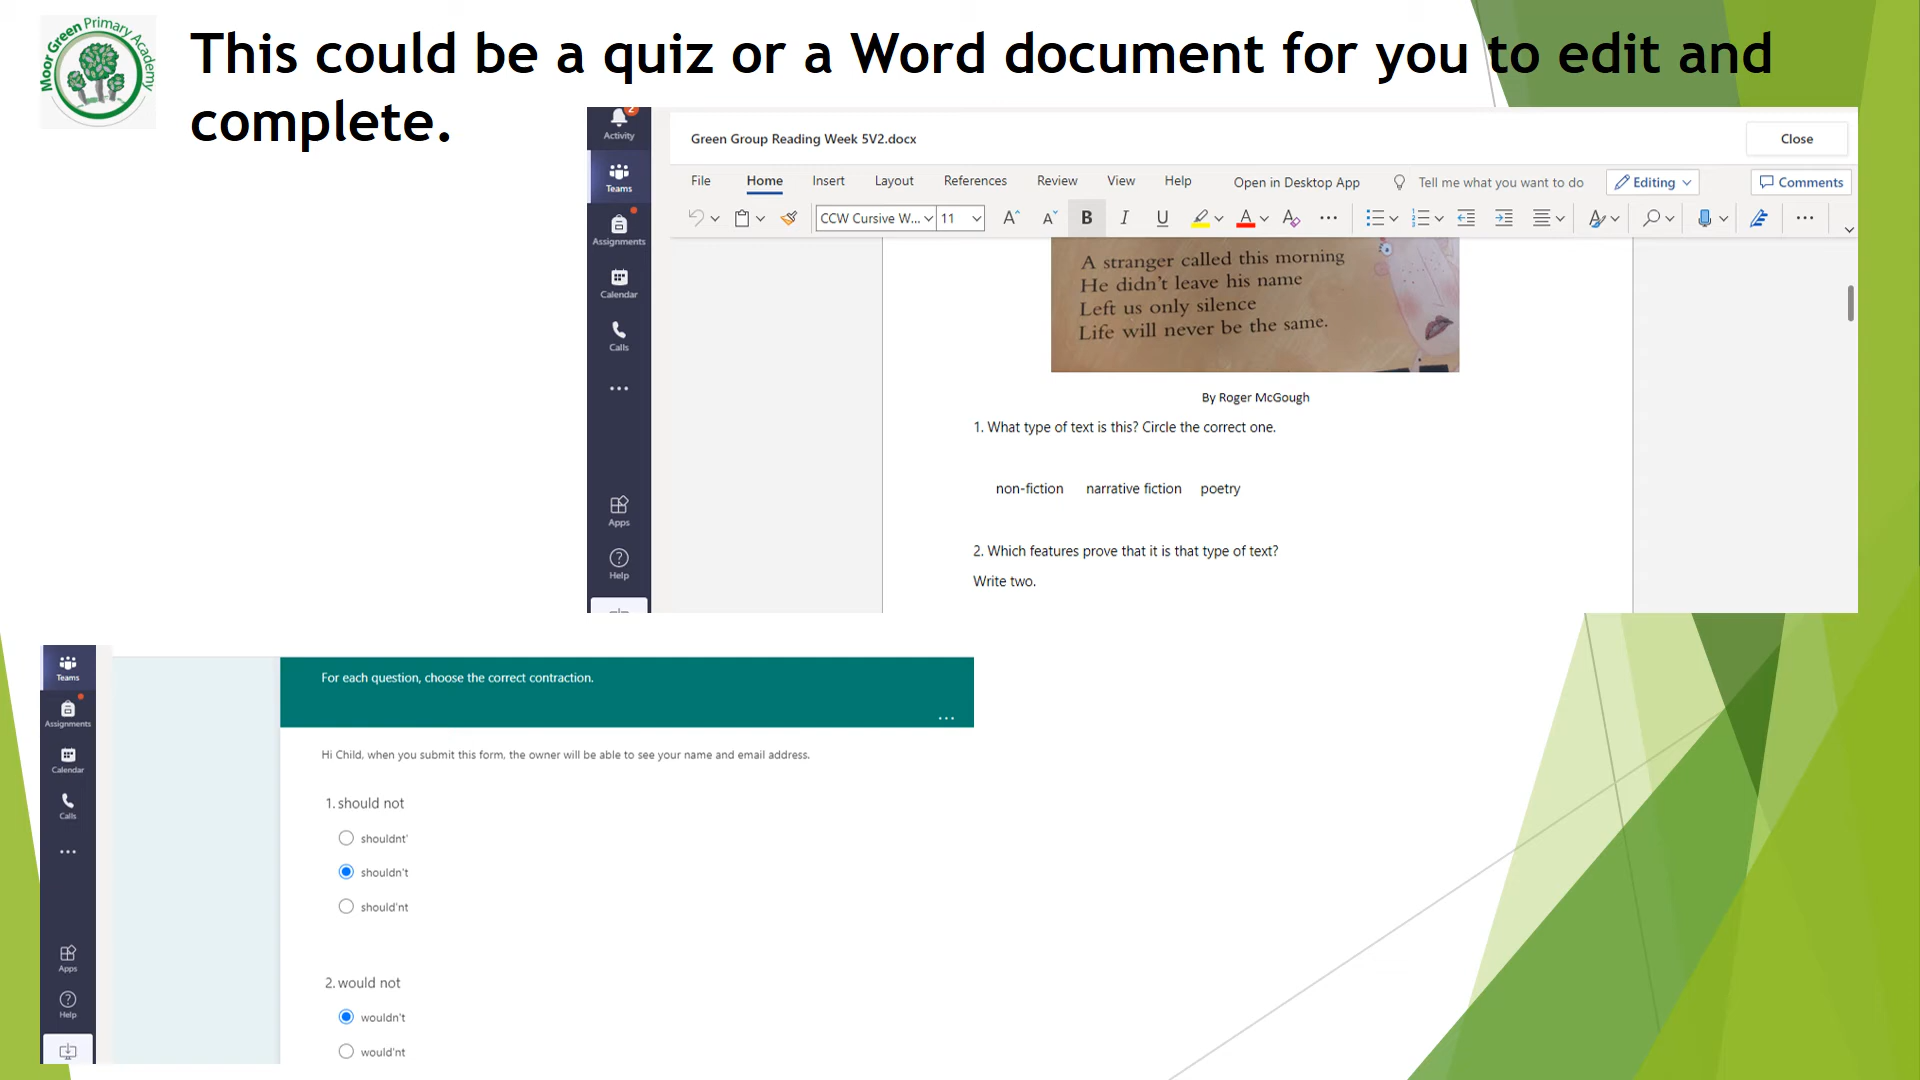 Moor Green Primary Academy
This could be a quiz or a Word document for you to edit and
complete.
2
Activity
Teams
Assignments
Calendar
Calls
Apps
Help
Green Group Reading Week 5V2.docx
Close
File Home Insert Layout References Review View Help Open in Desktop App Tell me what you want to do Editing Comments
CCW Cursive W... 11 A A B I U A A
A stranger called this morning
He didn't leave his name
Left us only silence
Life will never be the same.
By Roger McGough
1. What type of text is this? Circle the correct one.
non-fiction narrative fiction poetry
2. Which features prove that it is that type of text?
Write two.
Teams
Assignments
Calendar
Calls
Apps
Help
For each question, choose the correct contraction.
Hi Child, when you submit this form, the owner will be able to see your name and email address.
1. should not
shouldnt'
shouldn't
should'nt
2. would not
wouldn't
would'nt